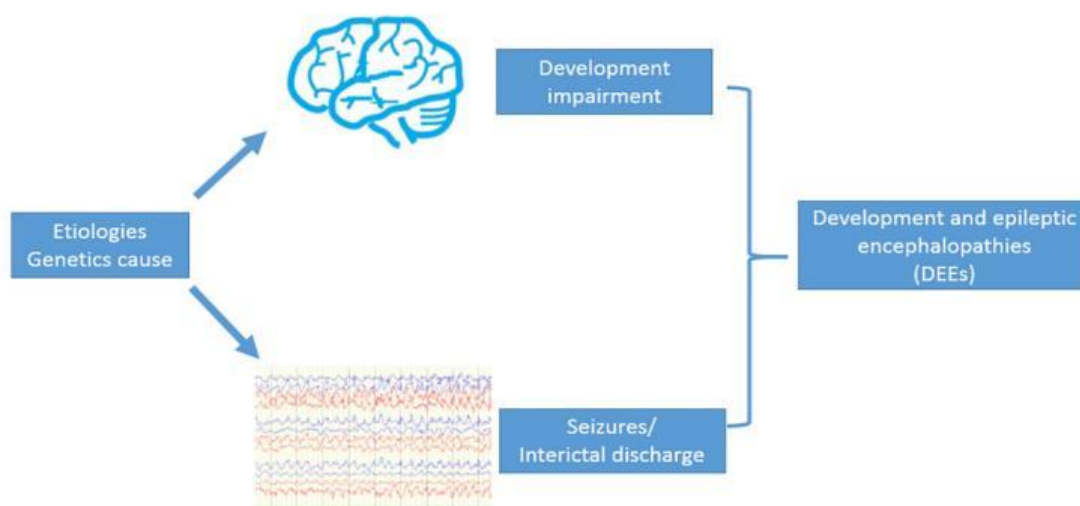 Development
impairment
Etiologies
Genetics cause
Development and epileptic
encephalopathies
(DEEs)
Seizures/
Interictal discharge